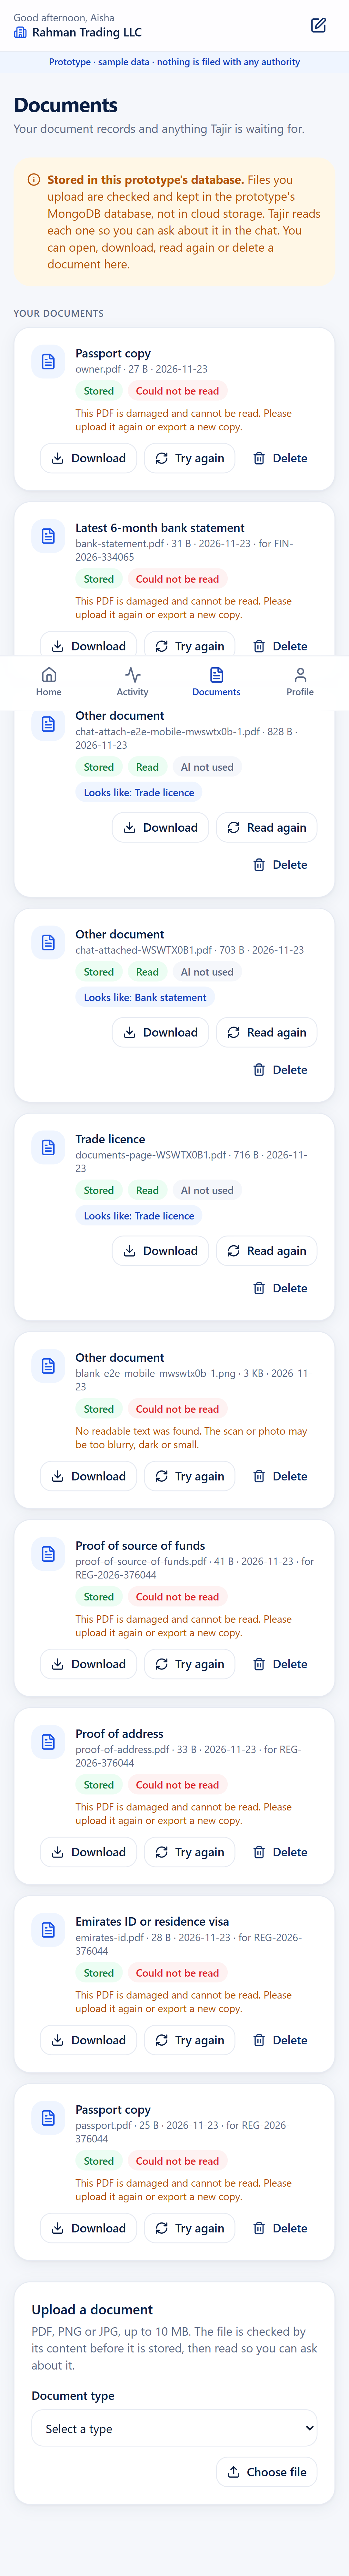 Good afternoon, Aisha
Rahman Trading LLC
Prototype · sample data · nothing is filed with any authority
Documents
Your document records and anything Tajir is waiting for.
Stored in this prototype's database. Files you
upload are checked and kept in the prototype's
MongoDB database, not in cloud storage. Tajir reads
each one so you can ask about it in the chat. You
can open, download, read again or delete a
document here.
YOUR DOCUMENTS
Passport copy
owner.pdf · 27 B · 2026-11-23
Stored Could not be read
This PDF is damaged and cannot be read. Please
upload it again or export a new copy.
Download Try again Delete
Latest 6-month bank statement
bank-statement.pdf · 31 B · 2026-11-23 · for FIN-
2026-334065
Stored Could not be read
This PDF is damaged and cannot be read. Please
upload it again or export a new copy.
Download Try again Delete
Home Activity Documents Profile
Other document
chat-attach-e2e-mobile-mwswtx0b-1.pdf · 828 B ·
2026-11-23
Stored Read AI not used
Looks like: Trade licence
Download Read again
Delete
Other document
chat-attached-WSWTX0B1.pdf · 703 B · 2026-11-23
Stored Read AI not used
Looks like: Bank statement
Download Read again
Delete
Trade licence
documents-page-WSWTX0B1.pdf · 716 B · 2026-11-
23
Stored Read AI not used
Looks like: Trade licence
Download Read again
Delete
Other document
blank-e2e-mobile-mwswtx0b-1.png · 3 KB · 2026-11-
23
Stored Could not be read
No readable text was found. The scan or photo may
be too blurry, dark or small.
Download Try again Delete
Proof of source of funds
proof-of-source-of-funds.pdf · 41 B · 2026-11-23 · for
REG-2026-376044
Stored Could not be read
This PDF is damaged and cannot be read. Please
upload it again or export a new copy.
Download Try again Delete
Proof of address
proof-of-address.pdf · 33 B · 2026-11-23 · for REG-
2026-376044
Stored Could not be read
This PDF is damaged and cannot be read. Please
upload it again or export a new copy.
Download Try again Delete
Emirates ID or residence visa
emirates-id.pdf · 28 B · 2026-11-23 · for REG-2026-
376044
Stored Could not be read
This PDF is damaged and cannot be read. Please
upload it again or export a new copy.
Download Try again Delete
Passport copy
passport.pdf · 25 B · 2026-11-23 · for REG-2026-
376044
Stored Could not be read
This PDF is damaged and cannot be read. Please
upload it again or export a new copy.
Download Try again Delete
Upload a document
PDF, PNG or JPG, up to 10 MB. The file is checked by
its content before it is stored, then read so you can ask
about it.
Document type
Select a type
Choose file